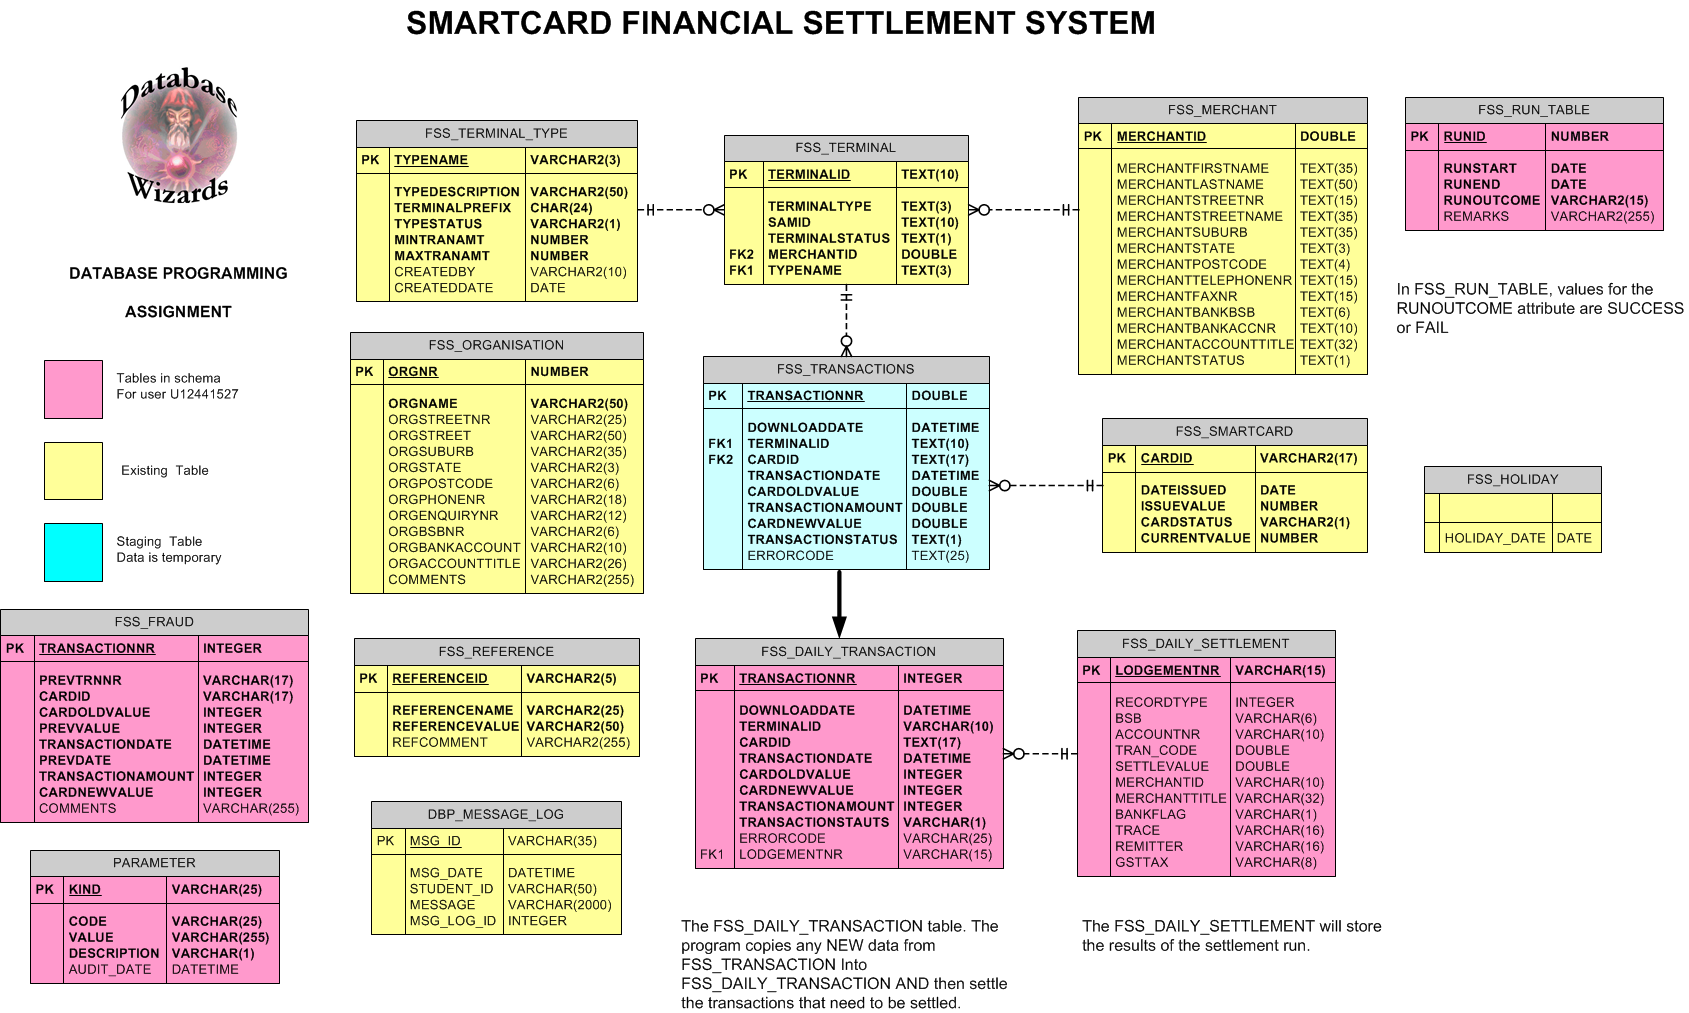 SMARTCARD FINANCIAL SETTLEMENT SYSTEM
Database
Wizards
DATABASE PROGRAMMING
ASSIGNMENT
Tables in schema
For user U12441527
Existing Table
Staging Table
Data is temporary
FSS_TERMINAL_TYPE
PK TYPENAME VARCHAR2(3)
TYPEDESCRIPTION VARCHAR2(50)
TERMINALPREFIX CHAR(24)
TYPESTATUS VARCHAR2(1)
MINTRANAMT NUMBER
MAXTRANAMT NUMBER
CREATEDBY VARCHAR2(10)
CREATEDDATE DATE
FSS_TERMINAL
PK TERMINALID TEXT(10)
TERMINALTYPE TEXT(3)
SAMID TEXT(10)
TERMINALSTATUS TEXT(1)
FK2 MERCHANTID DOUBLE
FK1 TYPENAME TEXT(3)
FSS_MERCHANT
PK MERCHANTID DOUBLE
MERCHANTFIRSTNAME TEXT(35)
MERCHANTLASTNAME TEXT(50)
MERCHANTSTREETNR TEXT(15)
MERCHANTSTREETNAME TEXT(35)
MERCHANTSUBURB TEXT(35)
MERCHANTSTATE TEXT(3)
MERCHANTPOSTCODE TEXT(4)
MERCHANTTELEPHONENR TEXT(15)
MERCHANTFAXNR TEXT(15)
MERCHANTBANKBSB TEXT(6)
MERCHANTBANKACCNR TEXT(10)
MERCHANTACCOUNTTITLE TEXT(32)
MERCHANTSTATUS TEXT(1)
FSS_RUN_TABLE
PK RUNID NUMBER
RUNSTART DATE
RUNEND DATE
RUNOUTCOME VARCHAR2(15)
REMARKS VARCHAR2(255)
In FSS_RUN_TABLE, values for the
RUNOUTCOME attribute are SUCCESS
or FAIL
FSS_ORGANISATION
PK ORGNR NUMBER
ORGNAME VARCHAR2(50)
ORGSTREETNR VARCHAR2(25)
ORGSTREET VARCHAR2(50)
ORGSUBURB VARCHAR2(35)
ORGSTATE VARCHAR2(3)
ORGPOSTCODE VARCHAR2(6)
ORGPHONENR VARCHAR2(18)
ORGENQUIRYNR VARCHAR2(12)
ORGBSBNR VARCHAR2(6)
ORGBANKACCOUNT VARCHAR2(10)
ORGACCOUNTTITLE VARCHAR2(26)
COMMENTS VARCHAR2(255)
FSS_TRANSACTIONS
PK TRANSACTIONNR DOUBLE
DOWNLOADDATE DATETIME
FK1 TERMINALID TEXT(10)
FK2 CARDID TEXT(17)
TRANSACTIONDATE DATETIME
CARDOLDVALUE DOUBLE
TRANSACTIONAMOUNT DOUBLE
CARDNEWVALUE DOUBLE
TRANSACTIONSTATUS TEXT(1)
ERRORCODE TEXT(25)
FSS_SMARTCARD
PK CARDID VARCHAR2(17)
DATEISSUED DATE
ISSUEVALUE NUMBER
CARDSTATUS VARCHAR2(1)
CURRENTVALUE NUMBER
FSS_HOLIDAY
HOLIDAY_DATE DATE
FSS_FRAUD
PK TRANSACTIONNR INTEGER
PREVTRNNR VARCHAR(17)
CARDID VARCHAR(17)
CARDOLDVALUE INTEGER
PREVVALUE INTEGER
TRANSACTIONDATE DATETIME
PREVDATE DATETIME
TRANSACTIONAMOUNT INTEGER
CARDNEWVALUE INTEGER
COMMENTS VARCHAR(255)
FSS_REFERENCE
PK REFERENCEID VARCHAR2(5)
REFERENCENAME VARCHAR2(25)
REFERENCEVALUE VARCHAR2(50)
REFCOMMENT VARCHAR2(255)
FSS_DAILY_TRANSACTION
PK TRANSACTIONNR INTEGER
DOWNLOADDATE DATETIME
TERMINALID VARCHAR(10)
CARDID TEXT(17)
TRANSACTIONDATE DATETIME
CARDOLDVALUE INTEGER
CARDNEWVALUE INTEGER
TRANSACTIONAMOUNT INTEGER
TRANSACTIONSTAUTS VARCHAR(1)
ERRORCODE VARCHAR(25)
FK1 LODGEMENTNR VARCHAR(15)
FSS_DAILY_SETTLEMENT
PK LODGEMENTNR VARCHAR(15)
RECORDTYPE INTEGER
BSB VARCHAR(6)
ACCOUNTNR VARCHAR(10)
TRAN_CODE DOUBLE
SETTLEVALUE DOUBLE
MERCHANTID VARCHAR(10)
MERCHANTTITLE VARCHAR(32)
BANKFLAG VARCHAR(1)
TRACE VARCHAR(16)
REMITTER VARCHAR(16)
GSTTAX VARCHAR(8)
DBP_MESSAGE_LOG
PK MSG_ID VARCHAR(35)
MSG_DATE DATETIME
STUDENT_ID VARCHAR(50)
MESSAGE VARCHAR(2000)
MSG_LOG_ID INTEGER
PARAMETER
PK KIND VARCHAR(25)
CODE VARCHAR(25)
VALUE VARCHAR(255)
DESCRIPTION VARCHAR(1)
AUDIT_DATE DATETIME
The FSS_DAILY_TRANSACTION table. The
program copies any NEW data from
FSS_TRANSACTION Into
FSS_DAILY_TRANSACTION AND then settle
the transactions that need to be settled.
The FSS_DAILY_SETTLEMENT will store
the results of the settlement run.